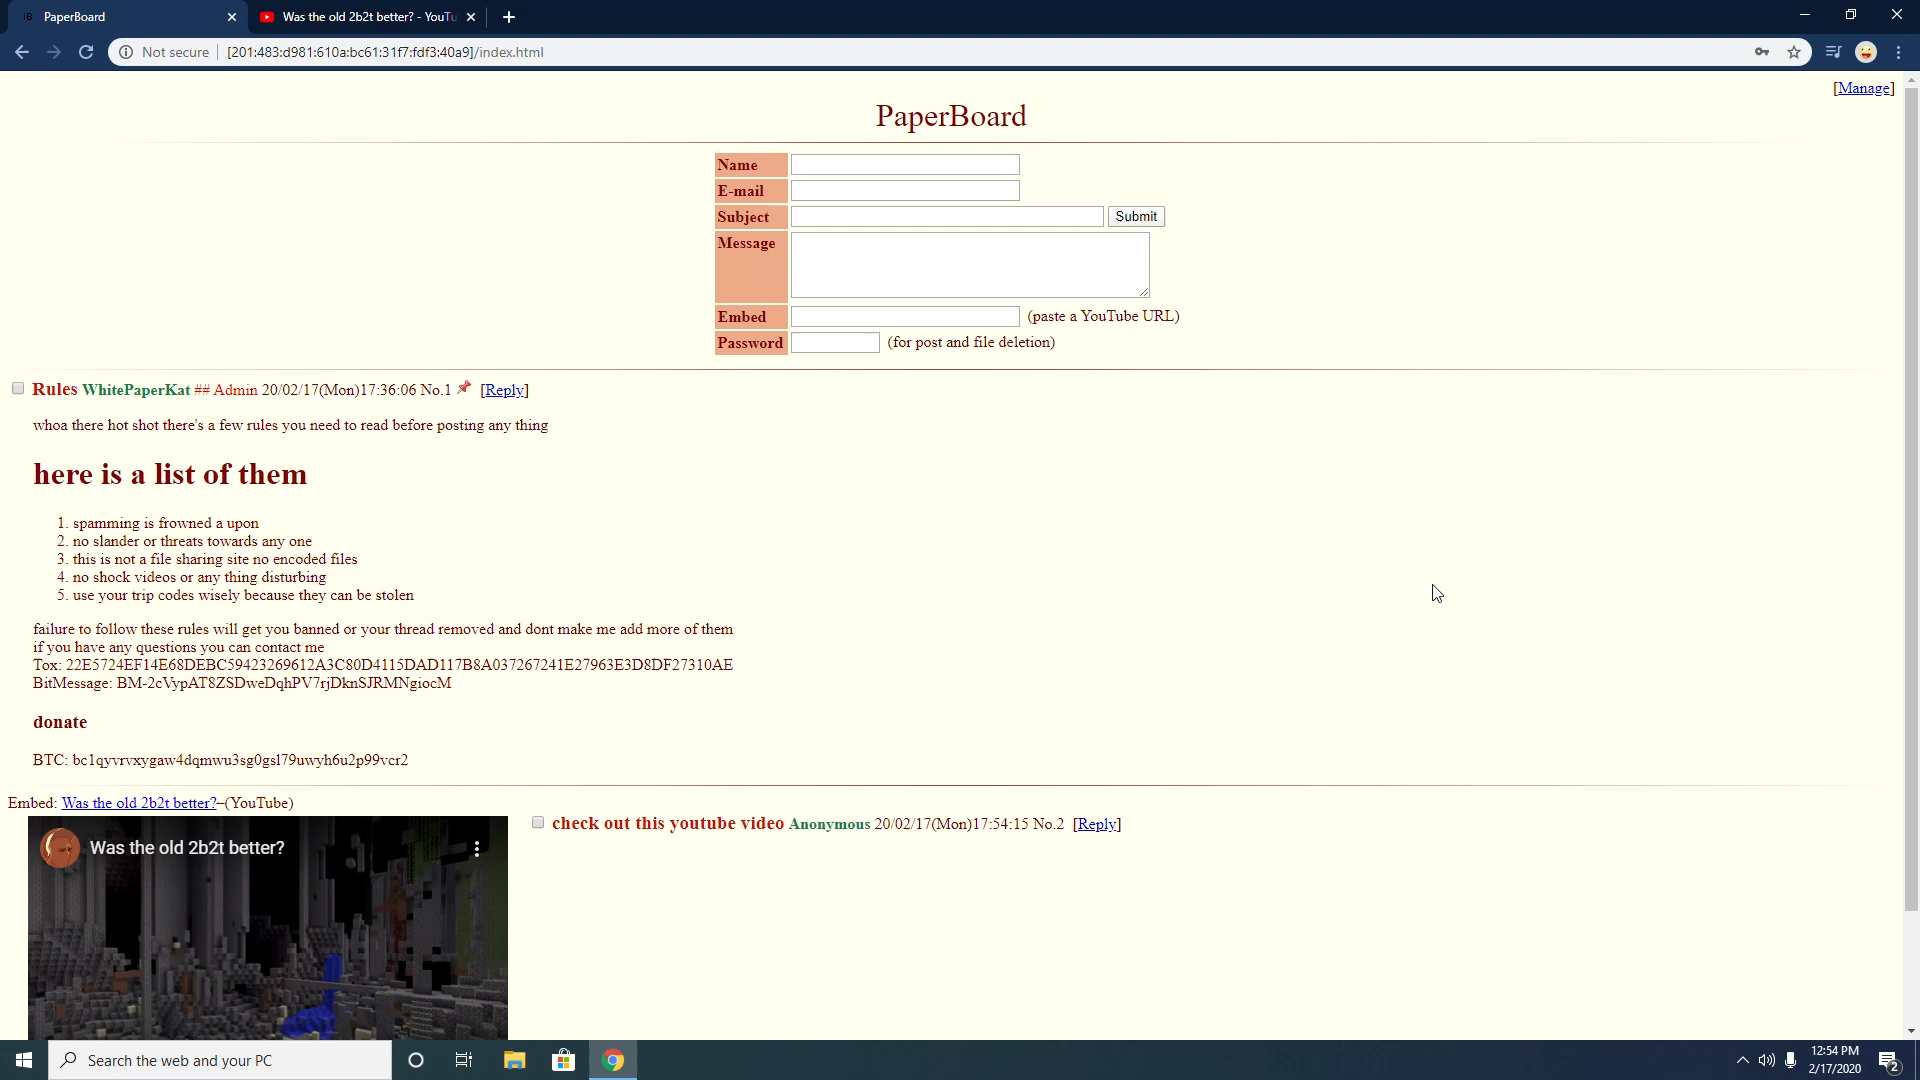 PaperBoard
Was the old 2b2t better? - YouTu
Not secure
[201:483:d981:610a:bc61:31f7:fdf3:40a9]/index.html
[Manage]
PaperBoard
Name
E-mail
Subject Submit
Message
Embed (paste a YouTube URL)
Password (for post and file deletion)
Rules WhitePaperKat ## Admin 20/02/17(Mon)17:36:06 No.1 [Reply]
whoa there hot shot there's a few rules you need to read before posting any thing
here is a list of them
1. spamming is frowned a upon
2. no slander or threats towards any one
3. this is not a file sharing site no encoded files
4. no shock videos or any thing disturbing
5. use your trip codes wisely because they can be stolen
failure to follow these rules will get you banned or your thread removed and dont make me add more of them
if you have any questions you can contact me
Tox: 22E5724EF14E68DEBC59423269612A3C80D4115DAD117B8A037267241E27963E3D8DF27310AE
BitMessage: BM-2cVypAT8ZSDweDqhPV7rjDknSJRMNgiocM
donate
BTC: bc1qyvrvxygaw4dqmwu3sg0gsl79uwyh6u2p99vcr2
Embed: Was the old 2b2t better?–(YouTube)
check out this youtube video Anonymous 20/02/17(Mon)17:54:15 No.2 [Reply]
Was the old 2b2t better?
Search the web and your PC
12:54 PM
2/17/2020
2